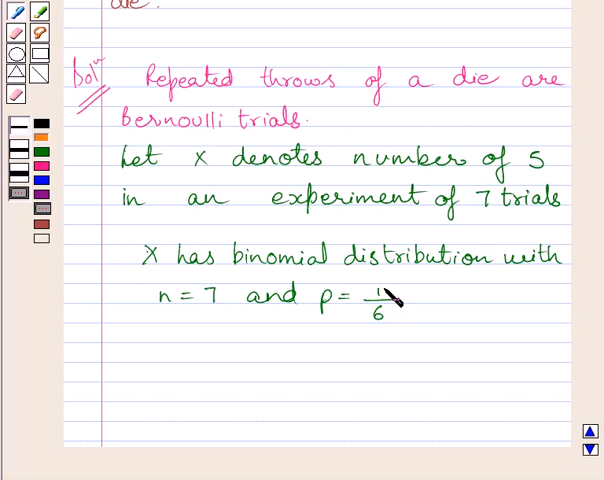 die.
Solⁿ Repeated throws of a die are
Bernoulli trials.
Let X denotes number of 5
in an experiment of 7 trials
X has binomial distribution with
n = 7 and p = 1/6